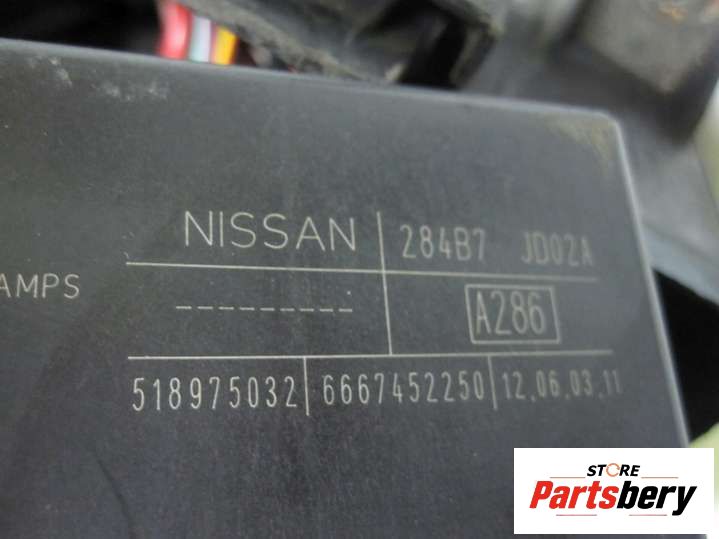 NISSAN 284B7 JD02A
AMPS --------- A286
518975032 6667452250 12.06.03.11
STORE
Partsbery